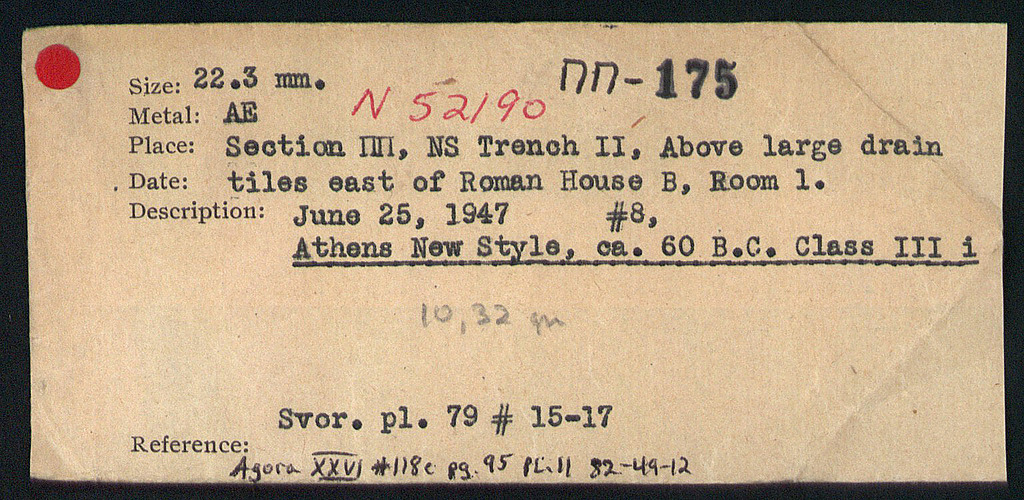 Size: 22.3 mm. ΠΠ-175
Metal: AE N 52190
Place: Section ΠΠ, NS Trench II, Above large drain
Date: tiles east of Roman House B, Room 1.
Description: June 25, 1947 #8,
Athens New Style, ca. 60 B.C. Class III i
10,32 gm
Svor. pl. 79 # 15-17
Reference:
Agora XXVI #118c pg. 95 PL.11 82-49-12